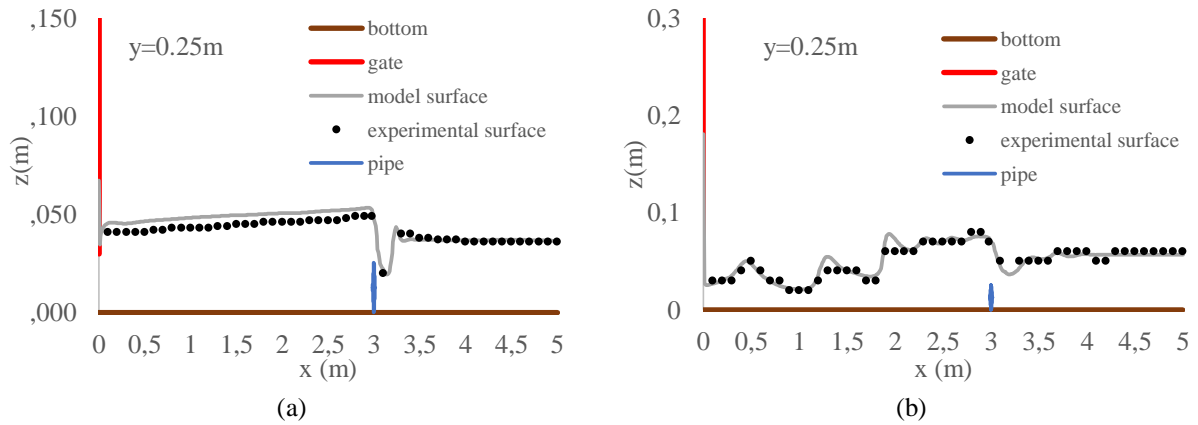 ,150
,100
,050
,000
z(m)
y=0.25m
bottom
gate
model surface
experimental surface
pipe
0 0,5 1 1,5 2 2,5 3 3,5 4 4,5 5
x (m)
(a)
0,3
0,2
0,1
0
z(m)
y=0.25m
bottom
gate
model surface
experimental surface
pipe
0 0,5 1 1,5 2 2,5 3 3,5 4 4,5 5
x (m)
(b)